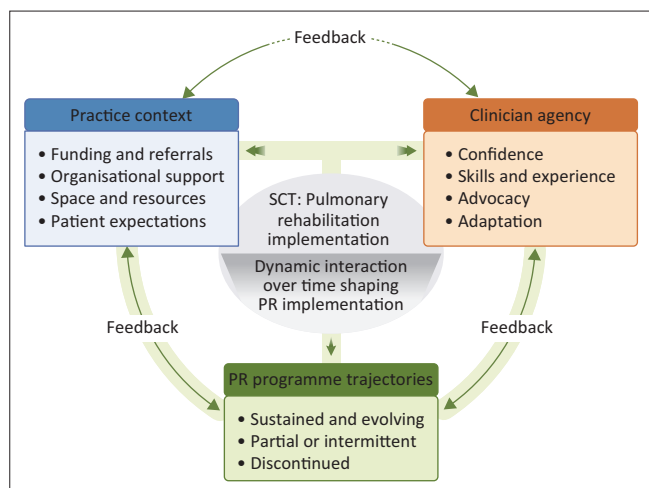 Feedback
Practice context
• Funding and referrals
• Organisational support
• Space and resources
• Patient expectations
Clinician agency
• Confidence
• Skills and experience
• Advocacy
• Adaptation
SCT: Pulmonary
rehabilitation
implementation
Dynamic interaction
over time shaping
PR implementation
Feedback
Feedback
PR programme trajectories
• Sustained and evolving
• Partial or intermittent
• Discontinued